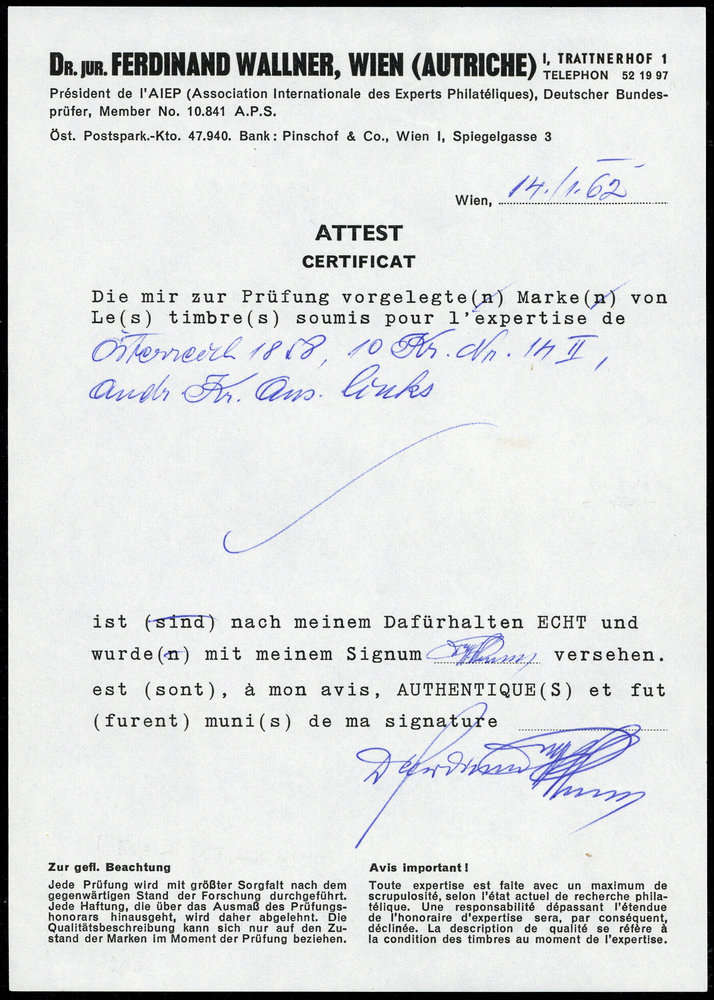 DR. JUR. FERDINAND WALLNER, WIEN (AUTRICHE) I, TRATTNERHOF 1
TELEPHON 52 19 97
Président de l'AIEP (Association Internationale des Experts Philatéliques), Deutscher Bundes-
prüfer, Member No. 10.841 A.P.S.
Öst. Postspark.-Kto. 47.940. Bank: Pinschof & Co., Wien I, Spiegelgasse 3
Wien, 14./1.62
ATTEST
CERTIFICAT
Die mir zur Prüfung vorgelegte(n) Marke(n) von
Le(s) timbre(s) soumis pour l'expertise de
Österreich 1858, 10 Kr. Nr. 14 II,
links
ist (sind) nach meinem Dafürhalten ECHT und
wurde(n) mit meinem Signum versehen.
est (sont), à mon avis, AUTHENTIQUE(S) et fut
(furent) muni(s) de ma signature
Dr Ferdinand
Zur gefl. Beachtung
Jede Prüfung wird mit größter Sorgfalt nach dem
gegenwärtigen Stand der Forschung durchgeführt.
Jede Haftung, die über das Ausmaß des Prüfungs-
honorars hinausgeht, wird daher abgelehnt. Die
Qualitätsbeschreibung kann sich nur auf den Zu-
stand der Marken im Moment der Prüfung beziehen.
Avis important!
Toute expertise est faite avec un maximum de
scrupulosité, selon l'état actuel de recherche phila-
télique. Une responsabilité dépassant l'étendue
de l'honoraire d'expertise sera, par conséquent,
déclinée. La description de qualité se réfère à
la condition des timbres au moment de l'expertise.